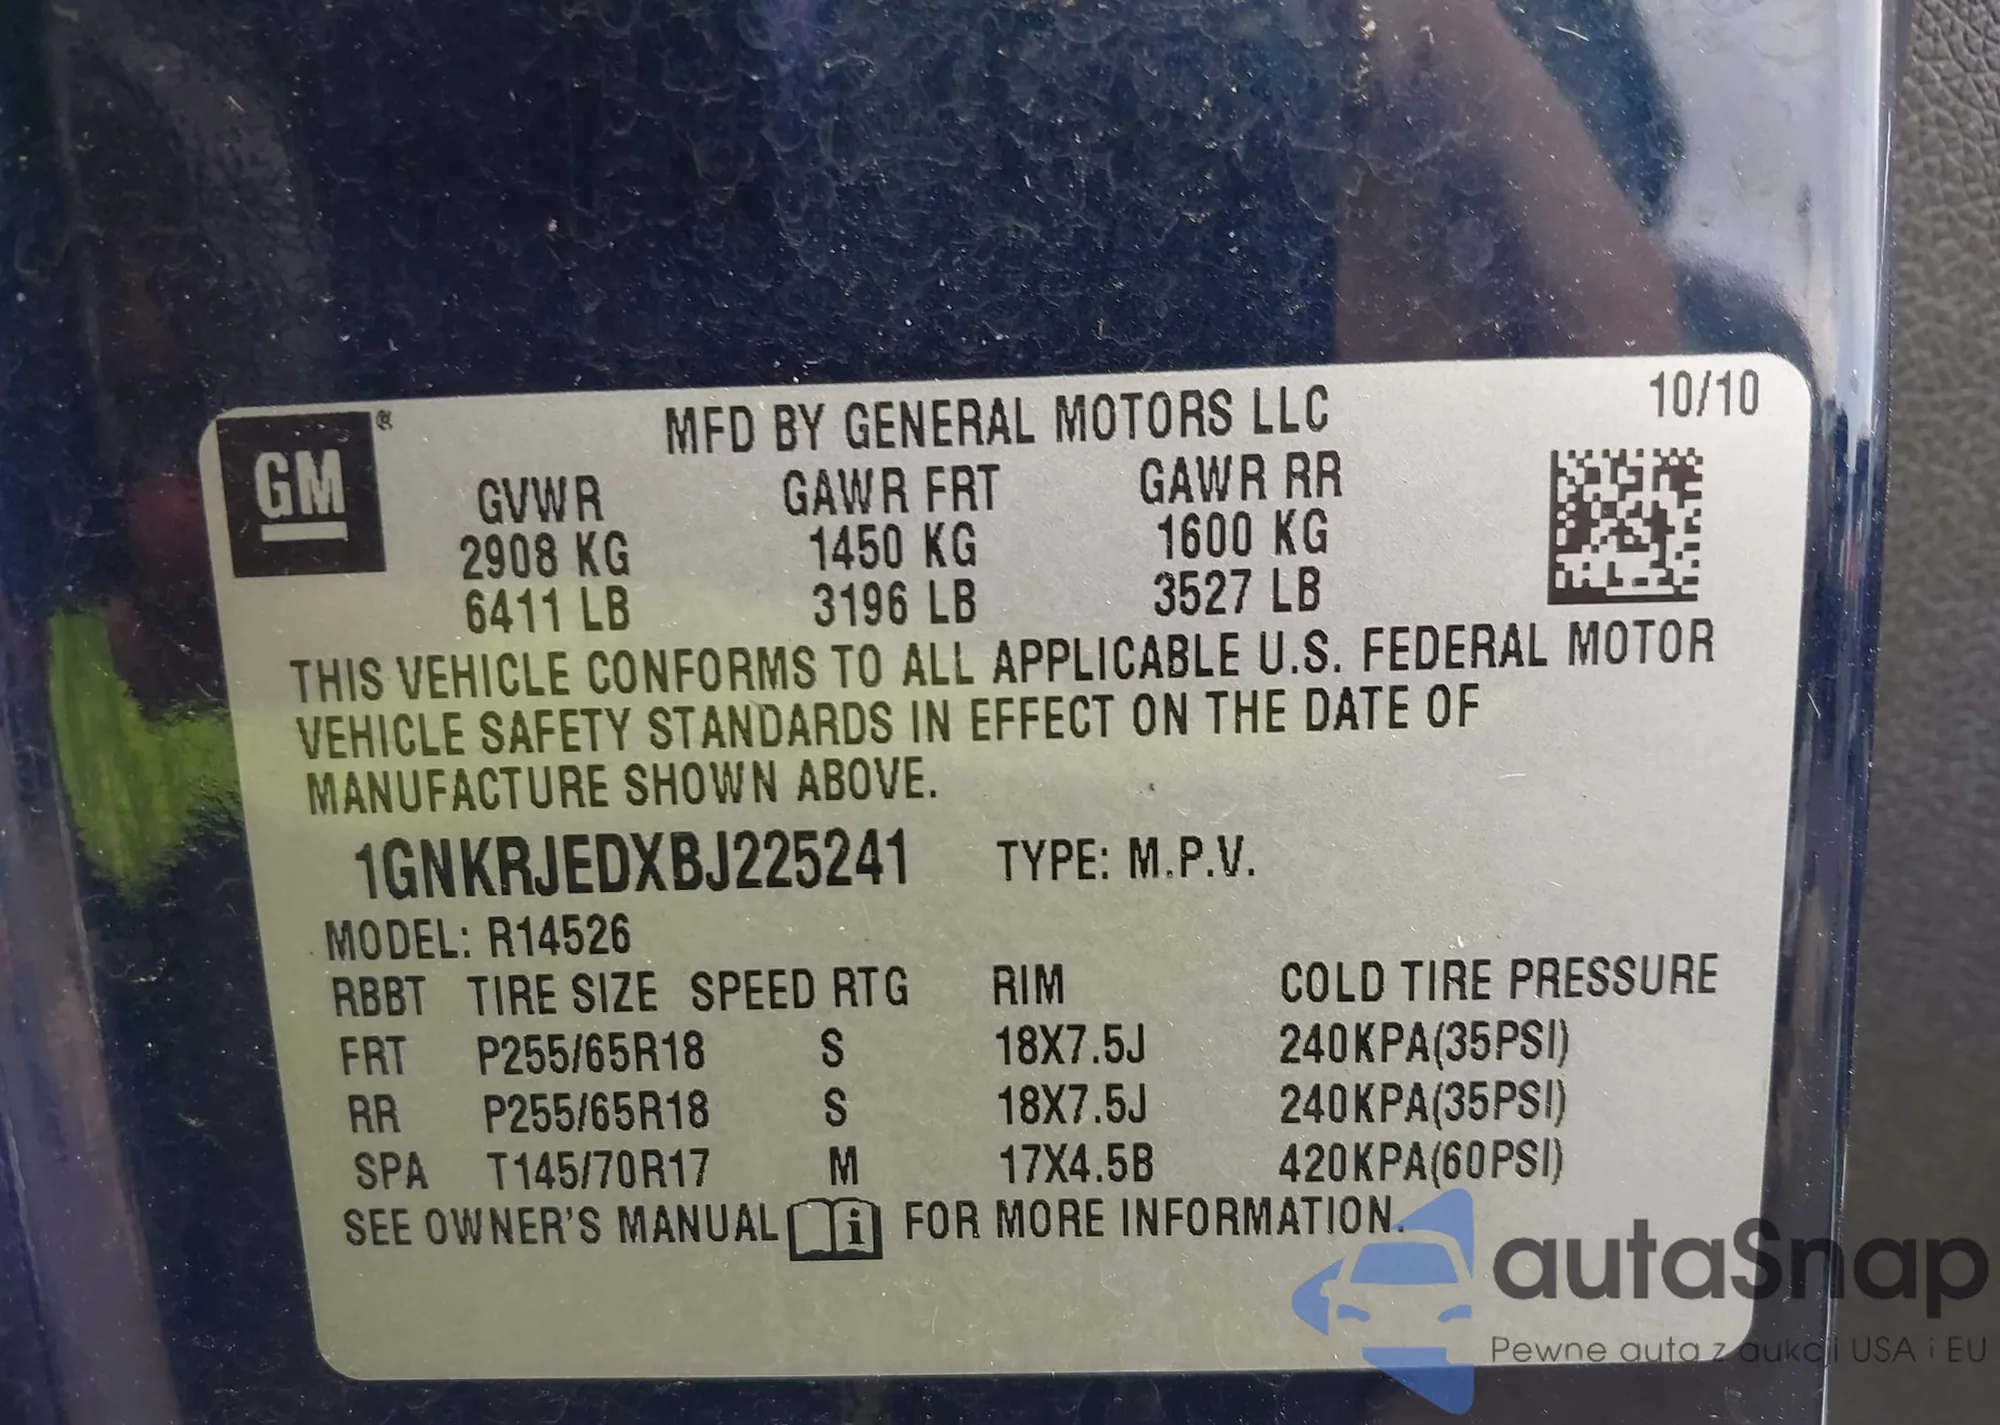 MFD BY GENERAL MOTORS LLC 10/10
GM ®
GVWR GAWR FRT GAWR RR
2908 KG 1450 KG 1600 KG
6411 LB 3196 LB 3527 LB
THIS VEHICLE CONFORMS TO ALL APPLICABLE U.S. FEDERAL MOTOR
VEHICLE SAFETY STANDARDS IN EFFECT ON THE DATE OF
MANUFACTURE SHOWN ABOVE.
1GNKRJEDXBJ225241 TYPE: M.P.V.
MODEL: R14526
RBBT TIRE SIZE SPEED RTG RIM COLD TIRE PRESSURE
FRT P255/65R18 S 18X7.5J 240KPA(35PSI)
RR P255/65R18 S 18X7.5J 240KPA(35PSI)
SPA T145/70R17 M 17X4.5B 420KPA(60PSI)
SEE OWNER'S MANUAL i FOR MORE INFORMATION.
autaSnap
Pewne auta z aukcji USA i EU